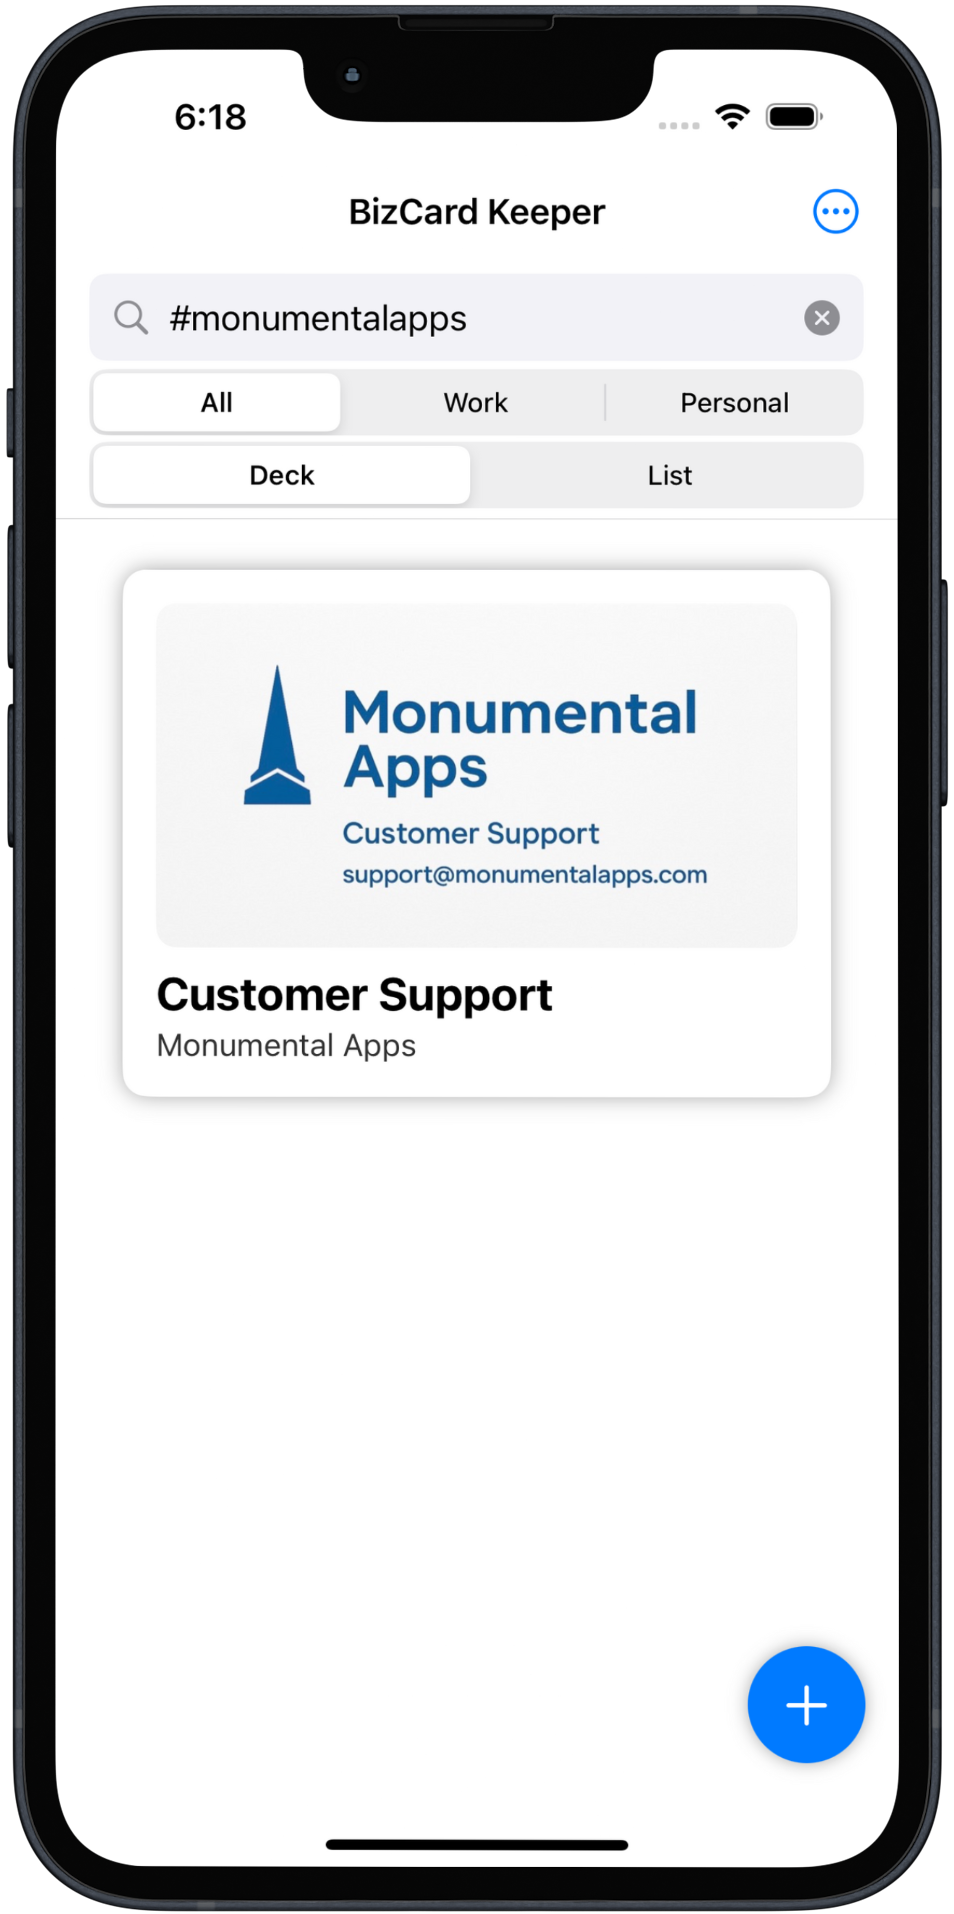 6:18
BizCard Keeper
#monumentalapps
All Work Personal
Deck List
Monumental
Apps
Customer Support
support@monumentalapps.com
Customer Support
Monumental Apps